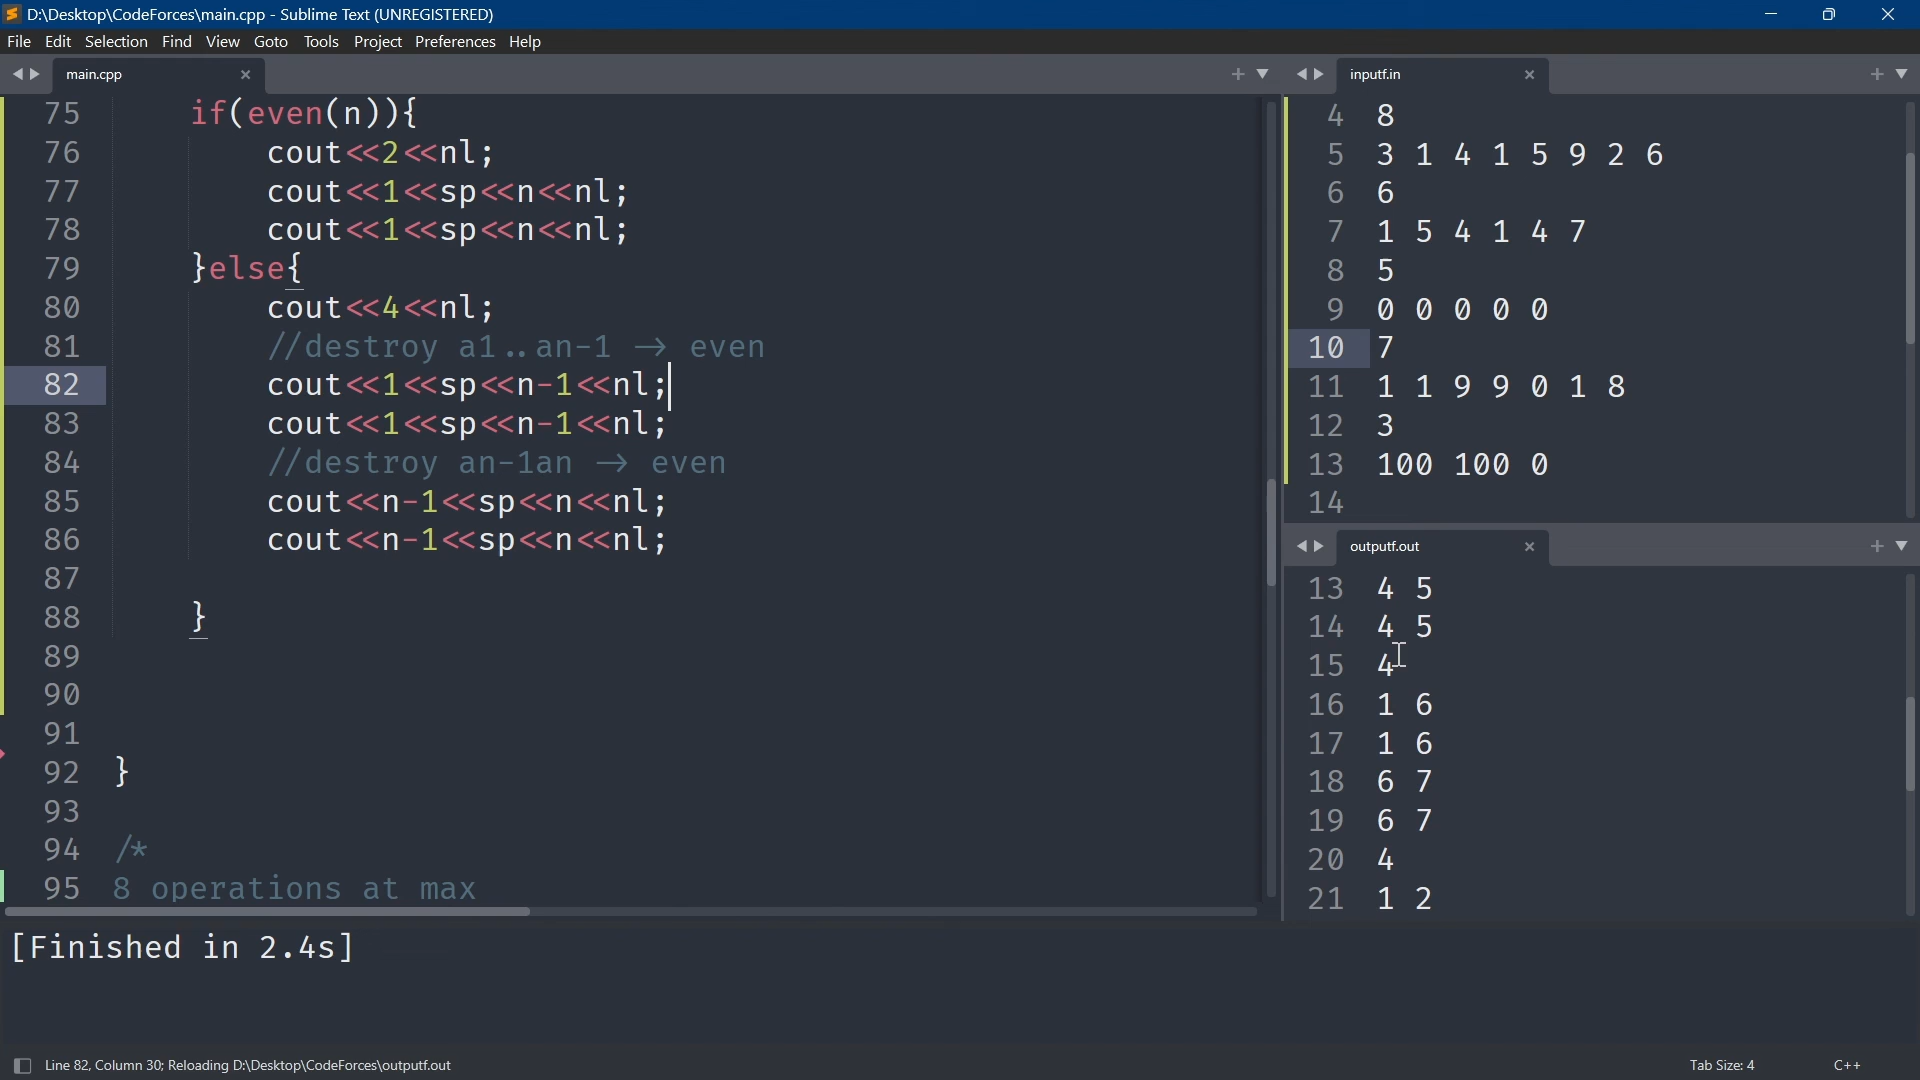 D:\Desktop\CodeForces\main.cpp - Sublime Text (UNREGISTERED)
File Edit Selection Find View Goto Tools Project Preferences Help
main.cpp
75 if(even(n)){
76 cout<<2<<nl;
77 cout<<1<<sp<<n<<nl;
78 cout<<1<<sp<<n<<nl;
79 }else{
80 cout<<4<<nl;
81 //destroy a1..an-1 -> even
82 cout<<1<<sp<<n-1<<nl;
83 cout<<1<<sp<<n-1<<nl;
84 //destroy an-1an -> even
85 cout<<n-1<<sp<<n<<nl;
86 cout<<n-1<<sp<<n<<nl;
87
88 }
89
90
91
92 }
93
94 /*
95 8 operations at max
inputf.in
4 8
5 3 1 4 1 5 9 2 6
6 6
7 1 5 4 1 4 7
8 5
9 0 0 0 0 0
10 7
11 1 1 9 9 0 1 8
12 3
13 100 100 0
14
outputf.out
13 4 5
14 4 5
15 4
16 1 6
17 1 6
18 6 7
19 6 7
20 4
21 1 2
[Finished in 2.4s]
Line 82, Column 30; Reloading D:\Desktop\CodeForces\outputf.out
Tab Size: 4
C++